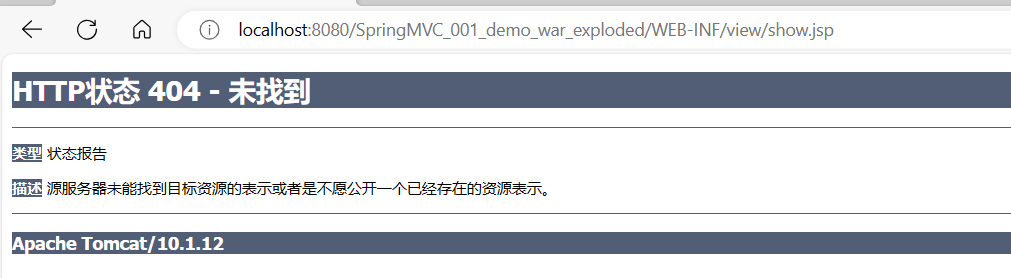 localhost:8080/SpringMVC_001_demo_war_exploded/WEB-INF/view/show.jsp
HTTP状态 404 - 未找到
类型 状态报告
描述 源服务器未能找到目标资源的表示或者是不愿公开一个已经存在的资源表示。
Apache Tomcat/10.1.12